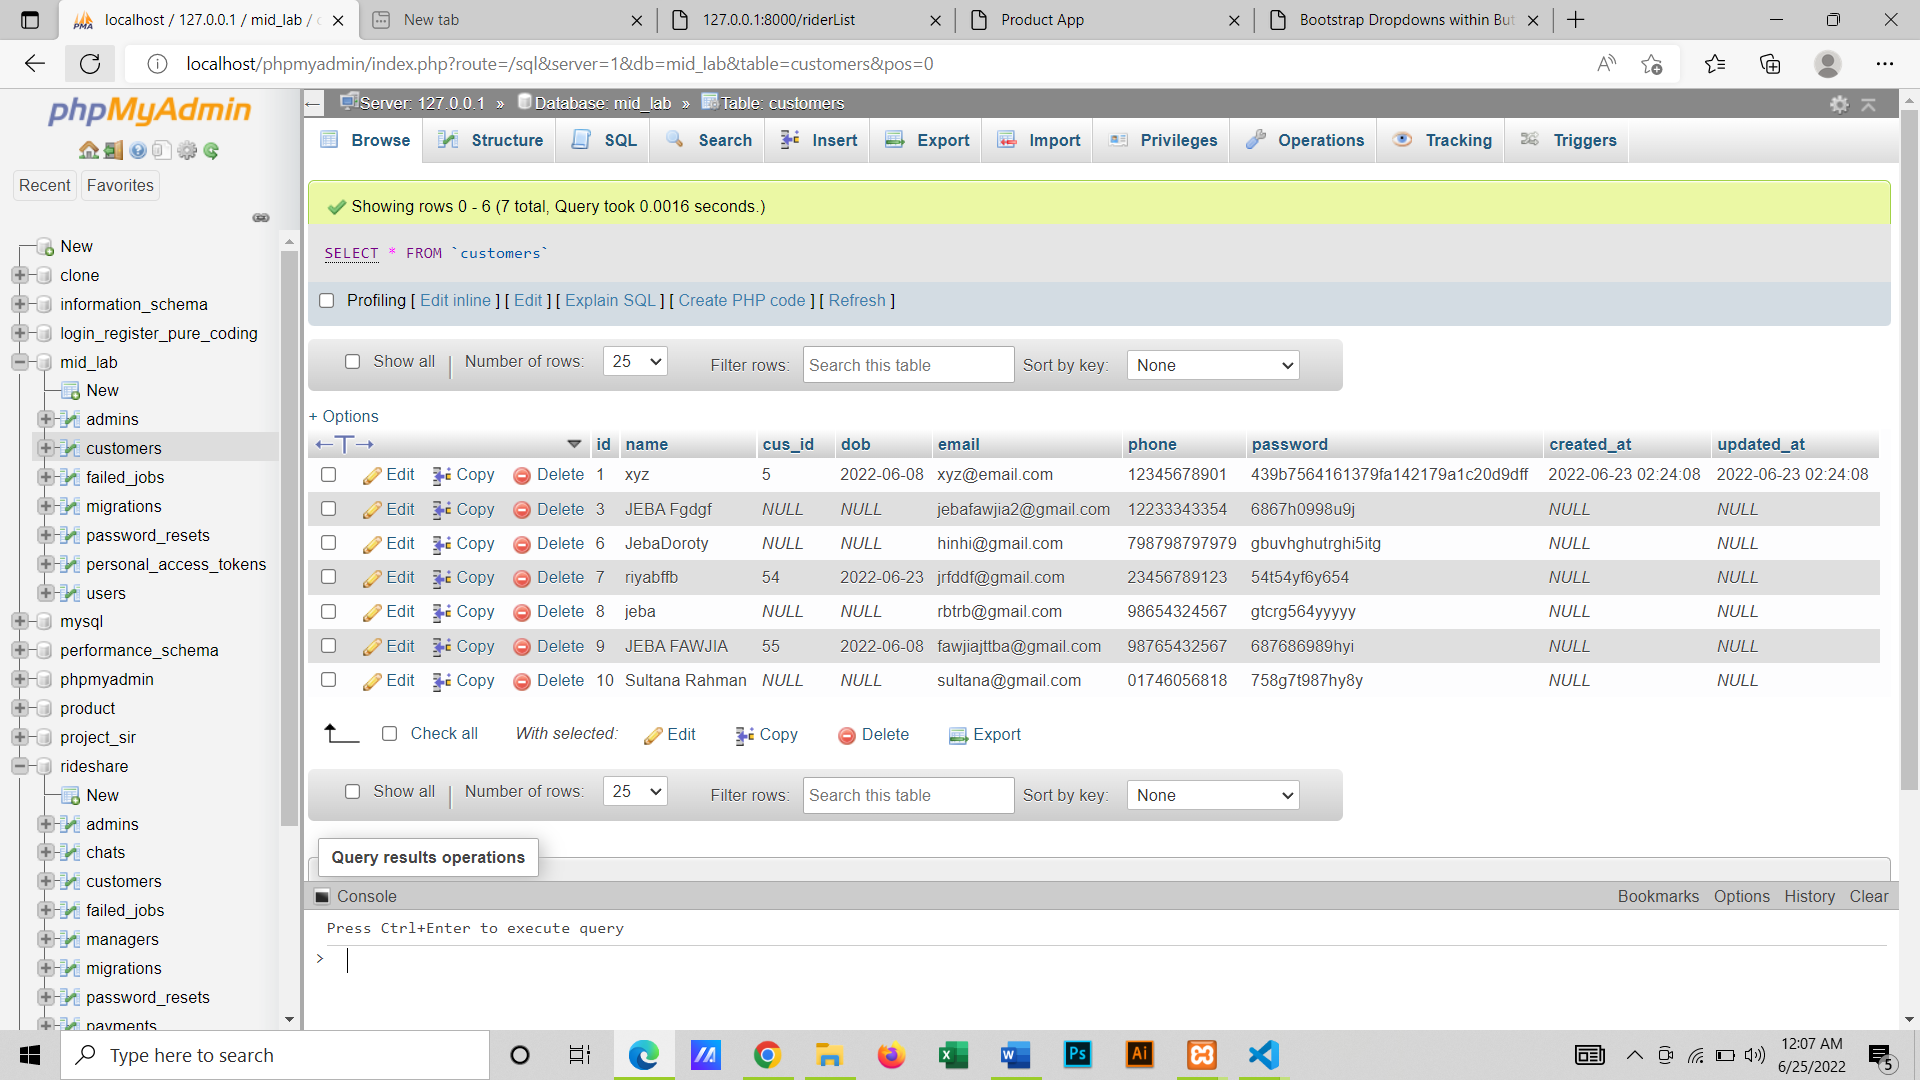 localhost / 127.0.0.1 / mid_lab / c
New tab
127.0.0.1:8000/riderList
Product App
Bootstrap Dropdowns within But
localhost/phpmyadmin/index.php?route=/sql&server=1&db=mid_lab&table=customers&pos=0
phpMyAdmin
Recent Favorites
New
clone
information_schema
login_register_pure_coding
mid_lab
New
admins
customers
failed_jobs
migrations
password_resets
personal_access_tokens
users
mysql
performance_schema
phpmyadmin
product
project_sir
rideshare
New
admins
chats
customers
failed_jobs
managers
migrations
password_resets
payments
Server: 127.0.0.1 » Database: mid_lab » Table: customers
Browse Structure SQL Search Insert Export Import Privileges Operations Tracking Triggers
Showing rows 0 - 6 (7 total, Query took 0.0016 seconds.)
SELECT * FROM `customers`
Profiling [ Edit inline ] [ Edit ] [ Explain SQL ] [ Create PHP code ] [ Refresh ]
Show all | Number of rows: 25 Filter rows: Search this table Sort by key: None
+ Options
←T→ id name cus_id dob email phone password created_at updated_at
Edit Copy Delete 1 xyz 5 2022-06-08 xyz@email.com 12345678901 439b7564161379fa142179a1c20d9dff 2022-06-23 02:24:08 2022-06-23 02:24:08
Edit Copy Delete 3 JEBA Fgdgf NULL NULL jebafawjia2@gmail.com 12233343354 6867h0998u9j NULL NULL
Edit Copy Delete 6 JebaDoroty NULL NULL hinhi@gmail.com 798798797979 gbuvhghutrghi5itg NULL NULL
Edit Copy Delete 7 riyabffb 54 2022-06-23 jrfddf@gmail.com 23456789123 54t54yf6y654 NULL NULL
Edit Copy Delete 8 jeba NULL NULL rbtrb@gmail.com 98654324567 gtcrg564yyyyy NULL NULL
Edit Copy Delete 9 JEBA FAWJIA 55 2022-06-08 fawjiajttba@gmail.com 98765432567 687686989hyi NULL NULL
Edit Copy Delete 10 Sultana Rahman NULL NULL sultana@gmail.com 01746056818 758g7t987hy8y NULL NULL
Check all With selected: Edit Copy Delete Export
Show all | Number of rows: 25 Filter rows: Search this table Sort by key: None
Query results operations
Console Bookmarks Options History Clear
Press Ctrl+Enter to execute query
>
Type here to search
Ps
Ai
12:07 AM
6/25/2022
5